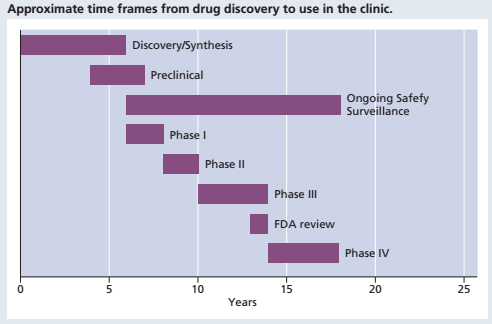 Approximate time frames from drug discovery to use in the clinic.
Discovery/Synthesis
Preclinical
Ongoing Safefy
Surveillance
Phase I
Phase II
Phase III
FDA review
Phase IV
0 5 10 15 20 25
Years